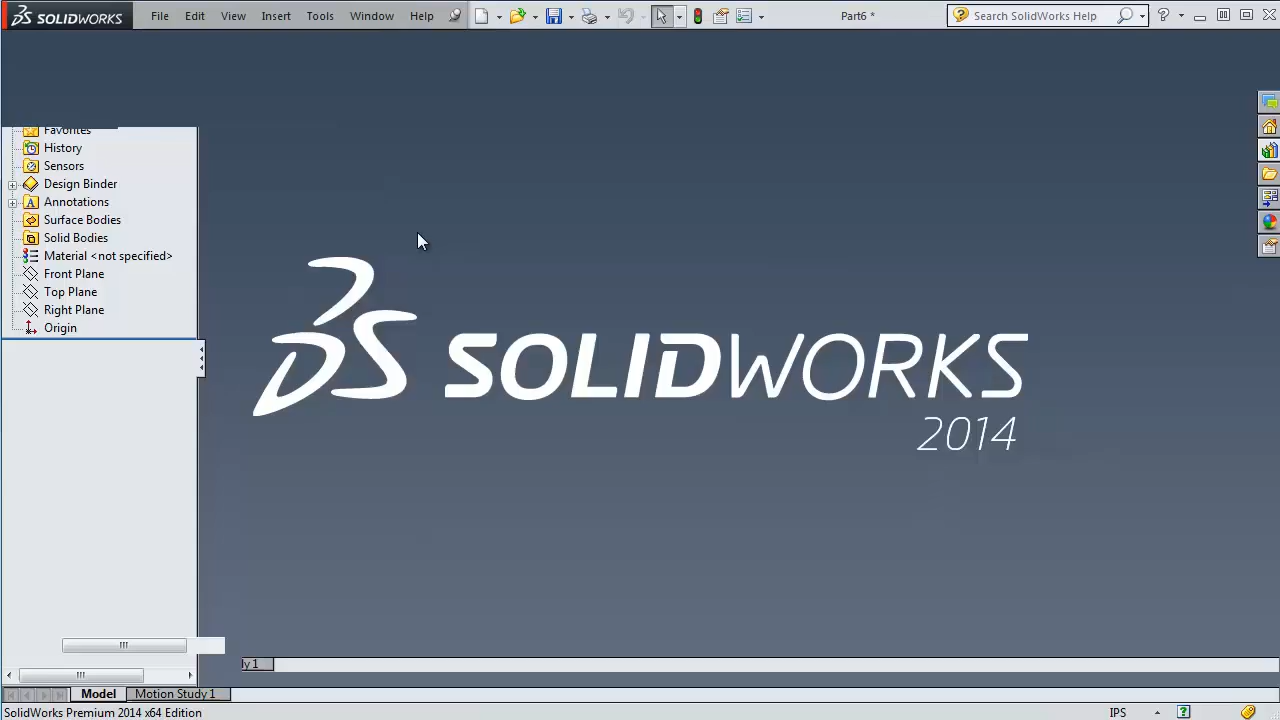 SOLIDWORKS File Edit View Insert Tools Window Help Part6 * Search SolidWorks Help
Favorites
History
Sensors
Design Binder
Annotations
Surface Bodies
Solid Bodies
Material <not specified>
Front Plane
Top Plane
Right Plane
Origin
SOLIDWORKS
2014
y 1
Model Motion Study 1
SolidWorks Premium 2014 x64 Edition IPS